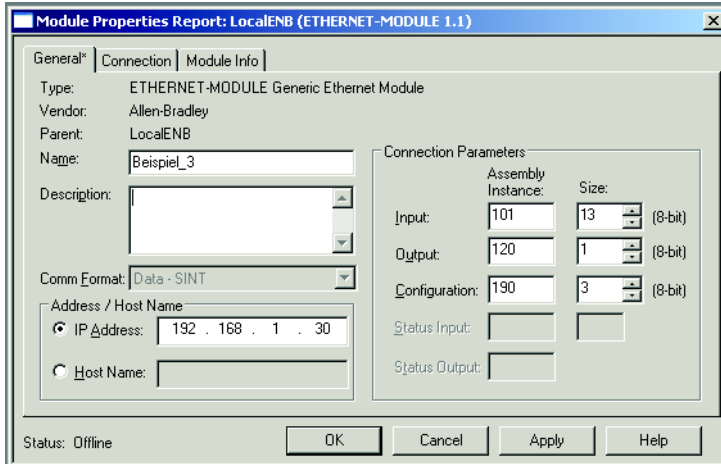 Module Properties Report: LocalENB (ETHERNET-MODULE 1.1)
General* Connection Module Info
Type: ETHERNET-MODULE Generic Ethernet Module
Vendor: Allen-Bradley
Parent: LocalENB
Name: Beispiel_3
Description:
Comm Format: Data - SINT
Address / Host Name
IP Address: 192 . 168 . 1 . 30
Host Name:
Connection Parameters
Assembly
Instance: Size:
Input: 101 13 (8-bit)
Output: 120 1 (8-bit)
Configuration: 190 3 (8-bit)
Status Input:
Status Output:
Status: Offline OK Cancel Apply Help